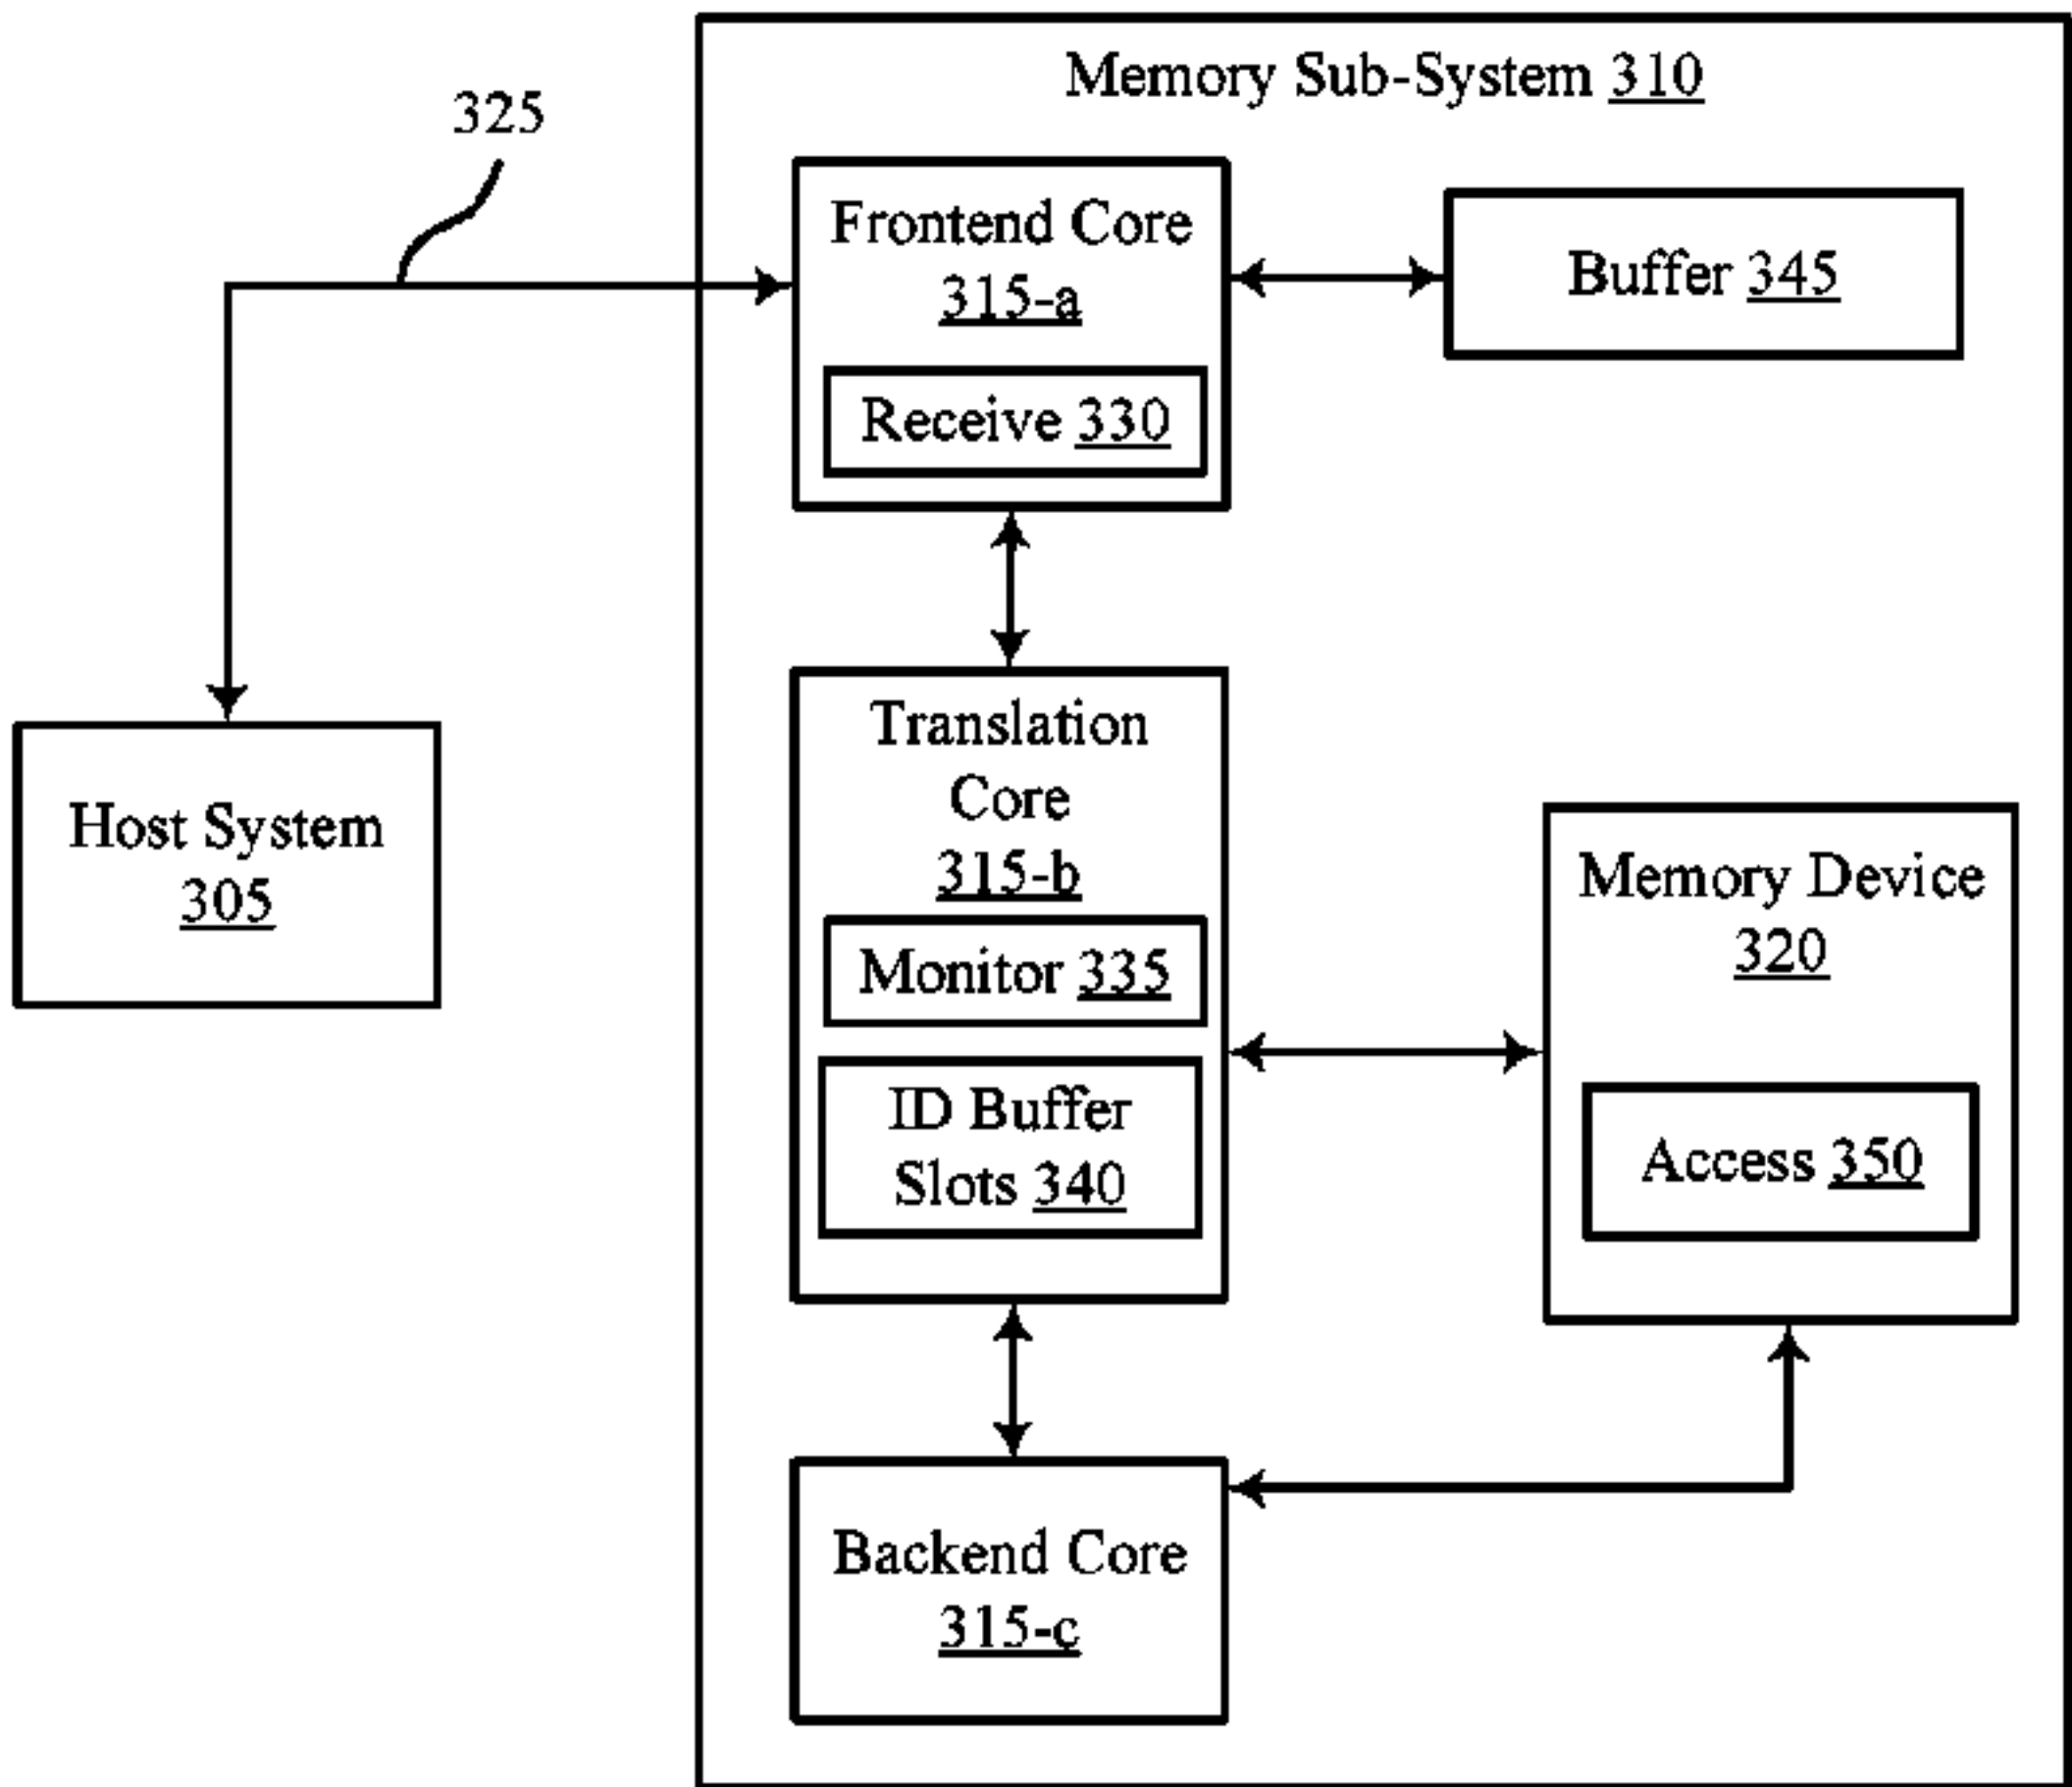 Memory Sub-System 310
325
Frontend Core
315-a
Receive 330
Buffer 345
Translation
Core
315-b
Monitor 335
ID Buffer
Slots 340
Host System
305
Memory Device
320
Access 350
Backend Core
315-c